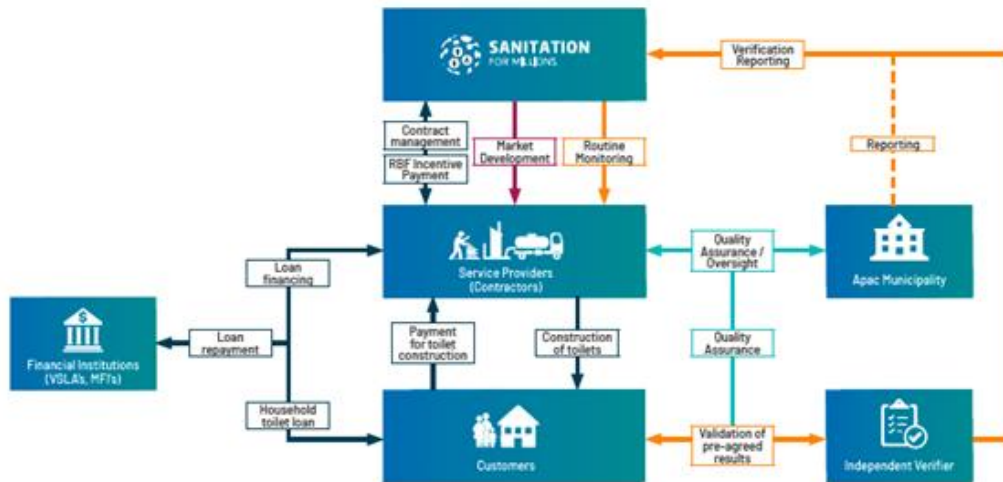 SANITATION
FOR MILLIONS
Verification
Reporting
Contract
management
RBF Incentive
Payment
Market
Development
Routine
Monitoring
Reporting
Service Providers
(Contractors)
Quality
Assurance /
Oversight
Apac Municipality
Loan
financing
Financial Institutions
(VSLA's, MFI's)
Loan
repayment
Payment
for toilet
construction
Construction
of toilets
Quality
Assurance
Household
toilet loan
Customers
Validation of
pre-agreed
results
Independent Verifier